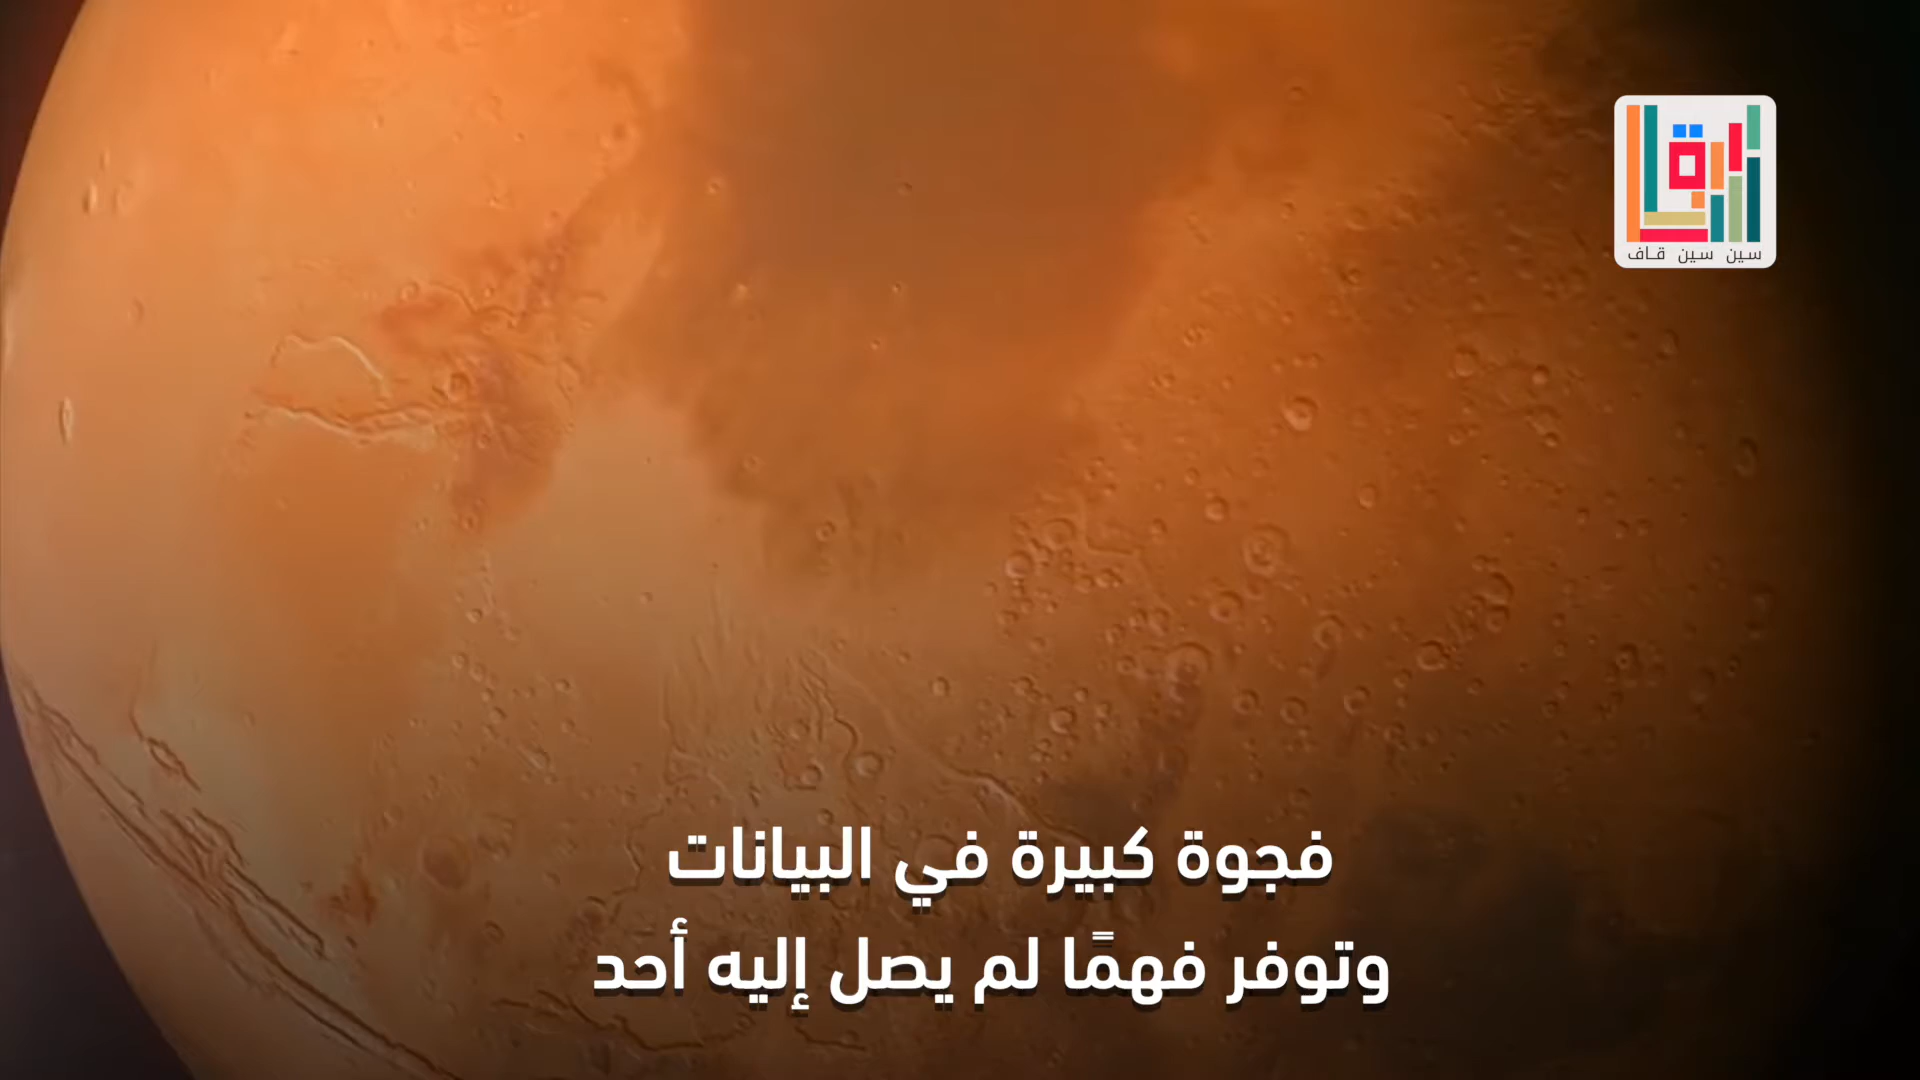 سين سين قاف
فجوة كبيرة في البيانات
وتوفر فهمًا لم يصل إليه أحد